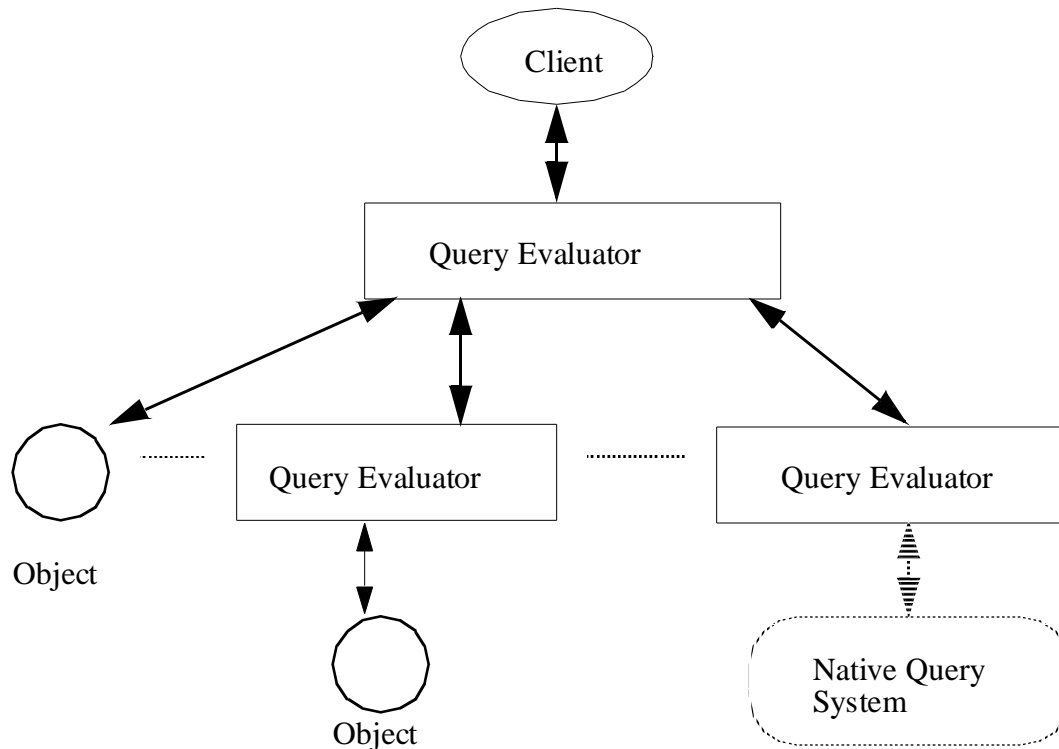 Client
Query Evaluator
Query Evaluator
Query Evaluator
Object
Object
Native Query
System